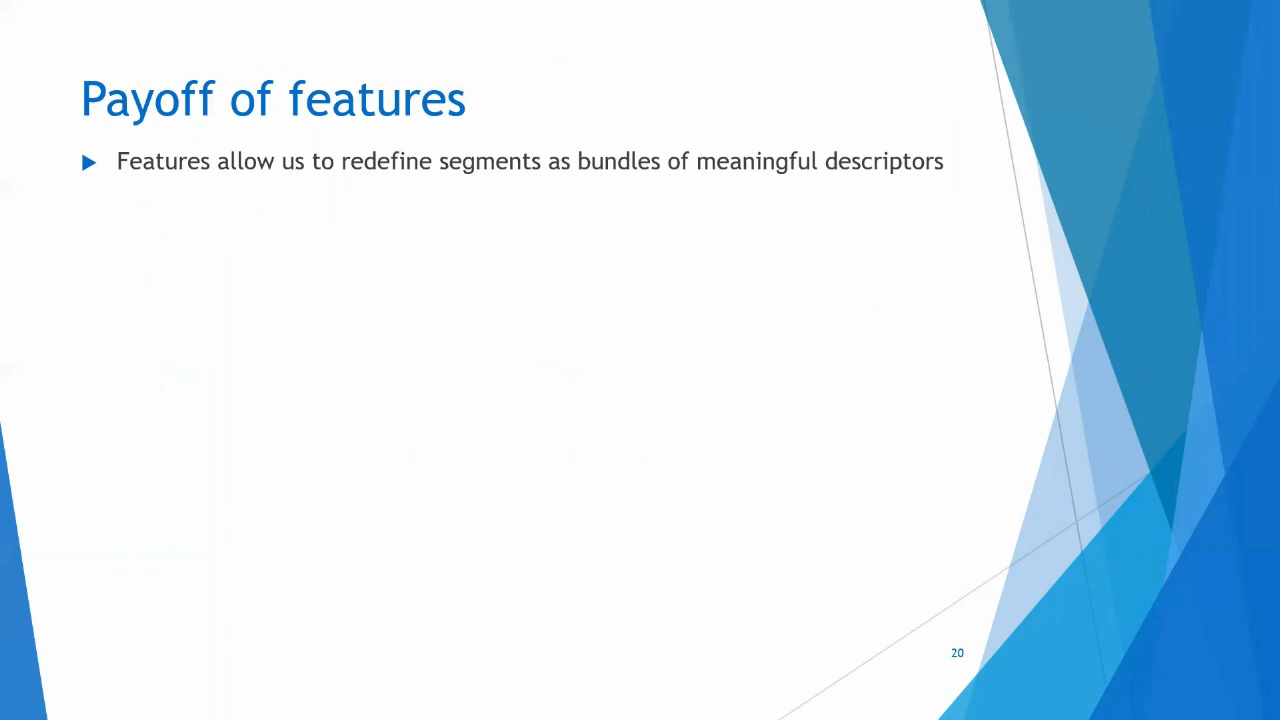 Payoff of features
Features allow us to redefine segments as bundles of meaningful descriptors
20